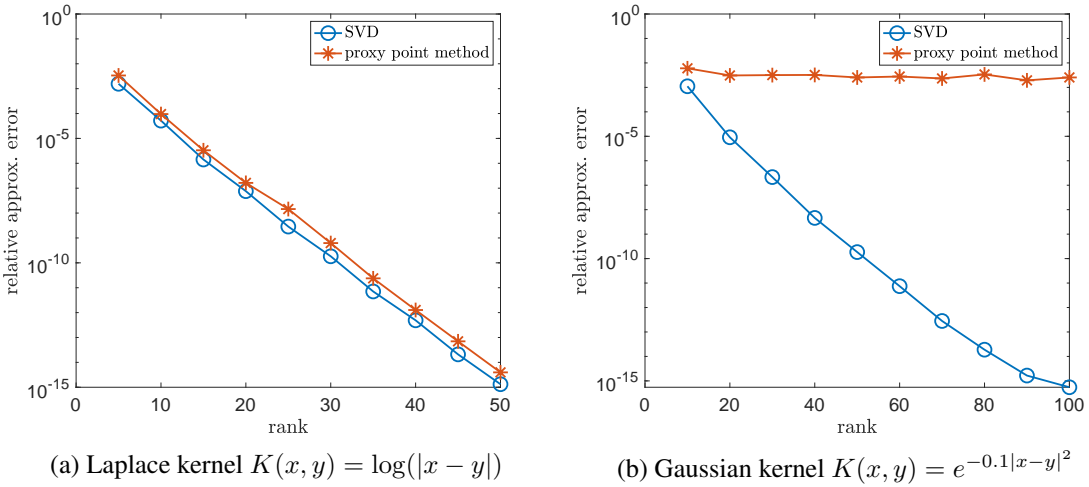 10^0
10^-5
10^-10
10^-15
relative approx. error
0 10 20 30 40 50
rank
SVD
proxy point method
(a) Laplace kernel K(x, y) = log(|x − y|)
10^0
10^-5
10^-10
10^-15
relative approx. error
0 20 40 60 80 100
rank
SVD
proxy point method
(b) Gaussian kernel K(x, y) = e^{−0.1|x−y|^2}